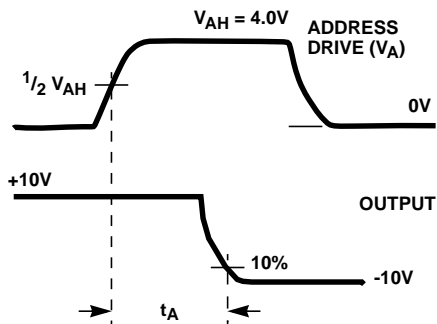 V_AH = 4.0V
ADDRESS
DRIVE (V_A)
1/2 V_AH
0V
+10V
OUTPUT
10%
-10V
t_A